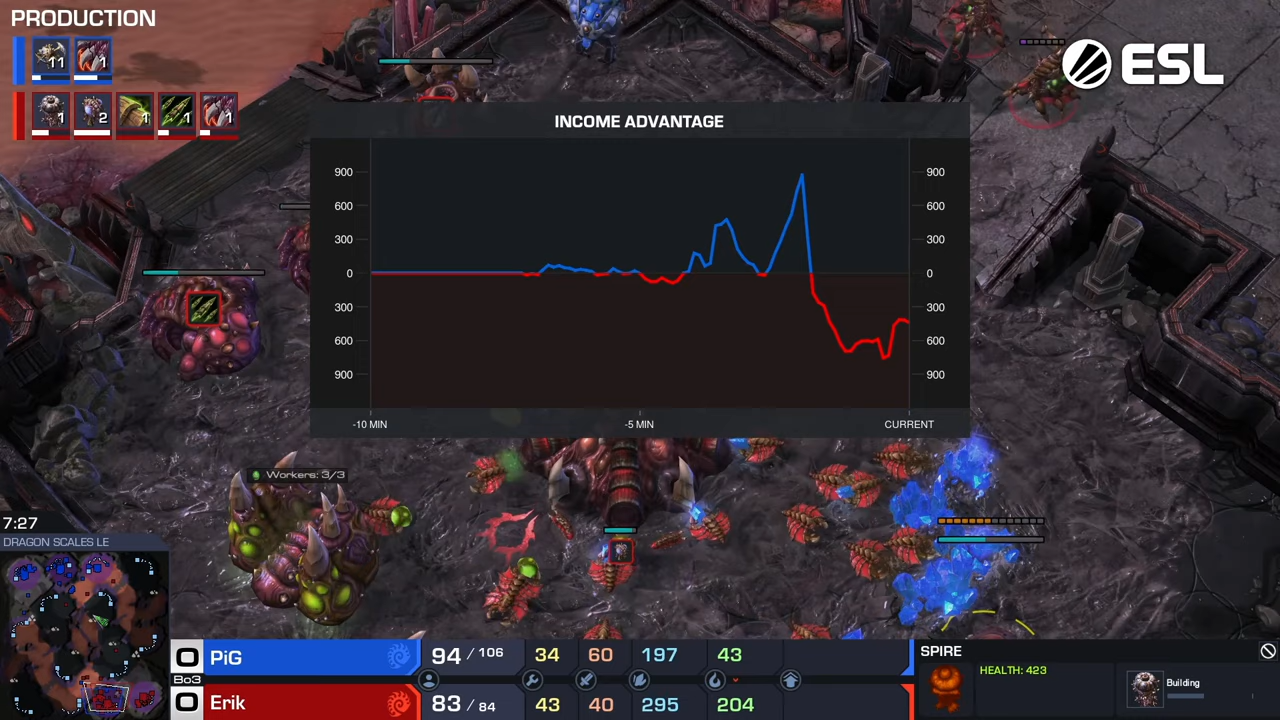 PRODUCTION
11 1
1 2 1 1 1
ESL
INCOME ADVANTAGE
900 900
600 600
300 300
0 0
300 300
600 600
900 900
-10 MIN -5 MIN CURRENT
Workers: 3/3
7:27
DRAGON SCALES LE
0 PiG 94 / 106 34 60 197 43
Bo3
0 Erik 83 / 84 43 40 295 204
SPIRE
HEALTH: 423
Building